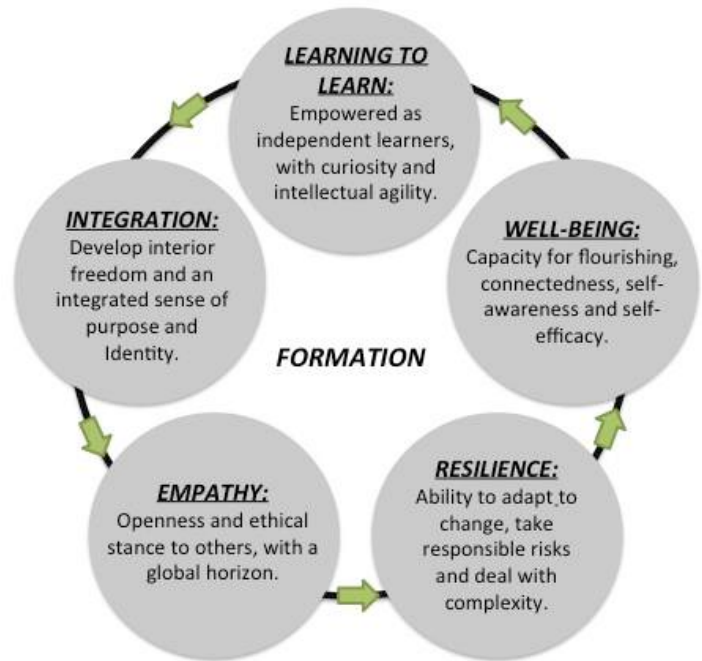 LEARNING TO
LEARN:
Empowered as
independent learners,
with curiosity and
intellectual agility.
INTEGRATION:
Develop interior
freedom and an
integrated sense of
purpose and
Identity.
WELL-BEING:
Capacity for flourishing,
connectedness, self-
awareness and self-
efficacy.
FORMATION
EMPATHY:
Openness and ethical
stance to others, with a
global horizon.
RESILIENCE:
Ability to adapt to
change, take
responsible risks
and deal with
complexity.